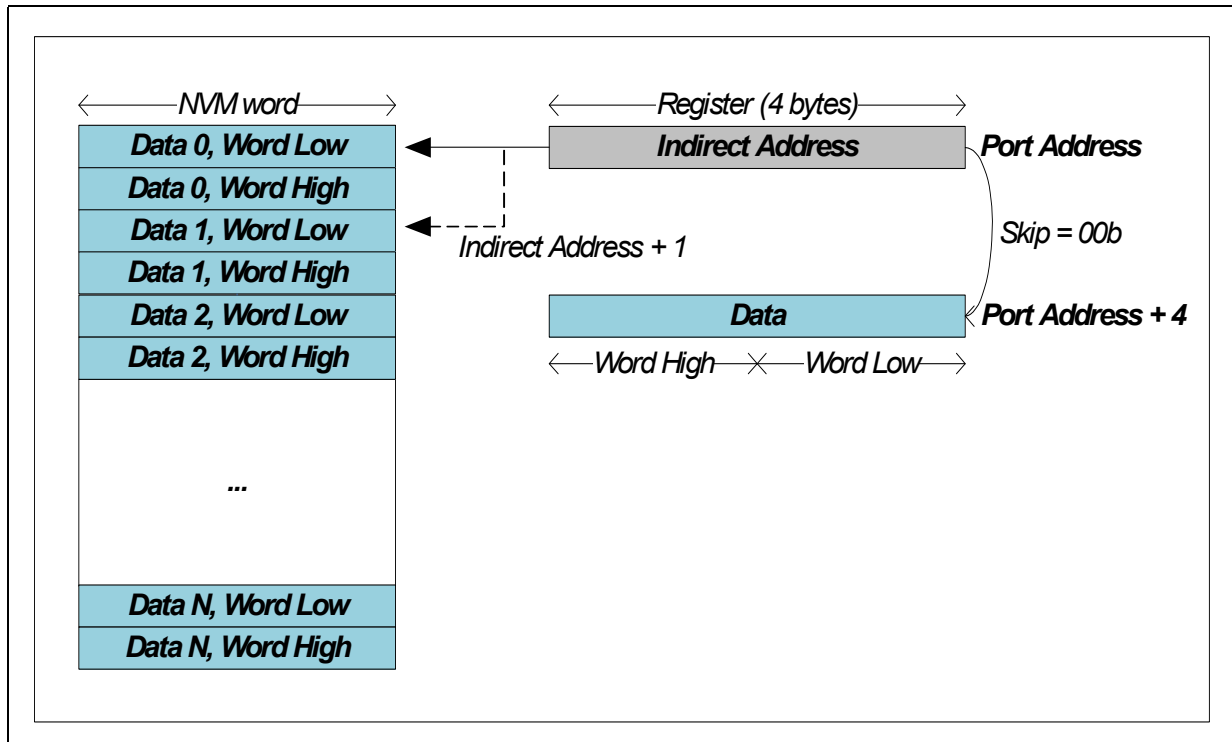 NVM word
Data 0, Word Low
Data 0, Word High
Data 1, Word Low
Data 1, Word High
Data 2, Word Low
Data 2, Word High
...
Data N, Word Low
Data N, Word High
Indirect Address + 1
Register (4 bytes)
Indirect Address
Port Address
Skip = 00b
Data
Port Address + 4
Word High
Word Low